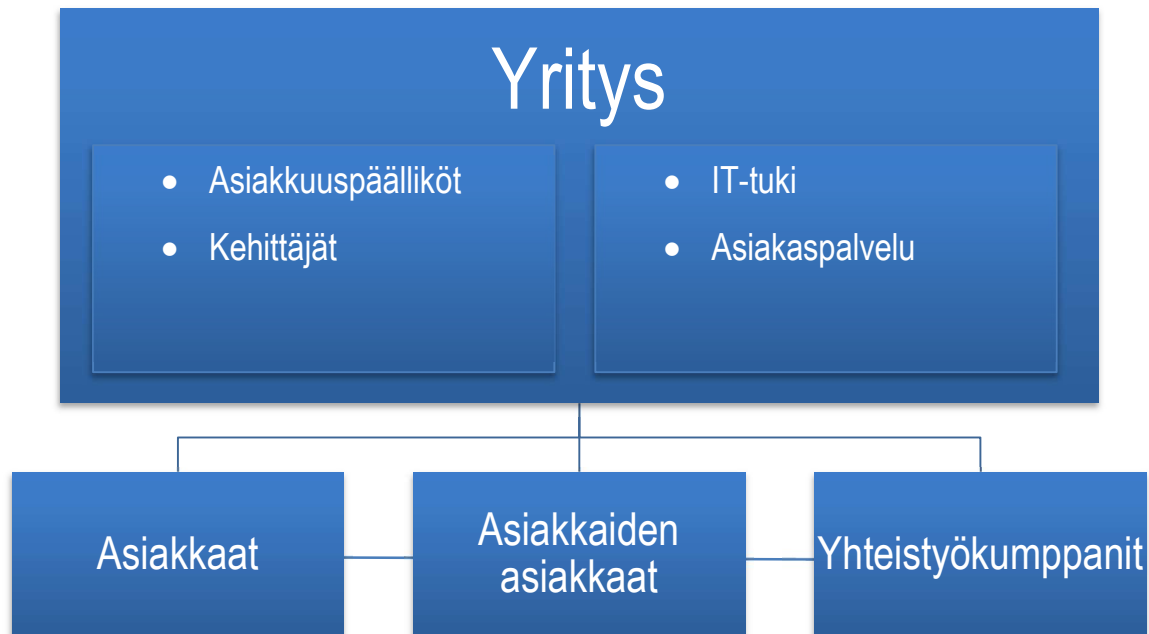 Yritys
• Asiakkuuspäälliköt
• Kehittäjät
• IT-tuki
• Asiakaspalvelu
Asiakkaat
Asiakkaiden
asiakkaat
Yhteistyökumppanit